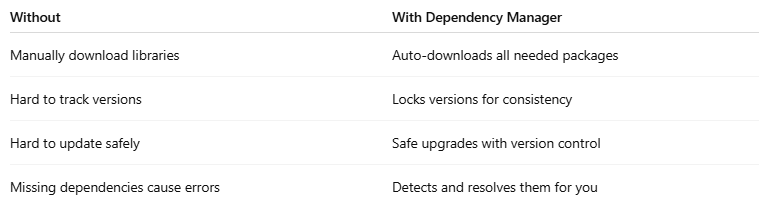 Without With Dependency Manager
Manually download libraries Auto-downloads all needed packages
Hard to track versions Locks versions for consistency
Hard to update safely Safe upgrades with version control
Missing dependencies cause errors Detects and resolves them for you